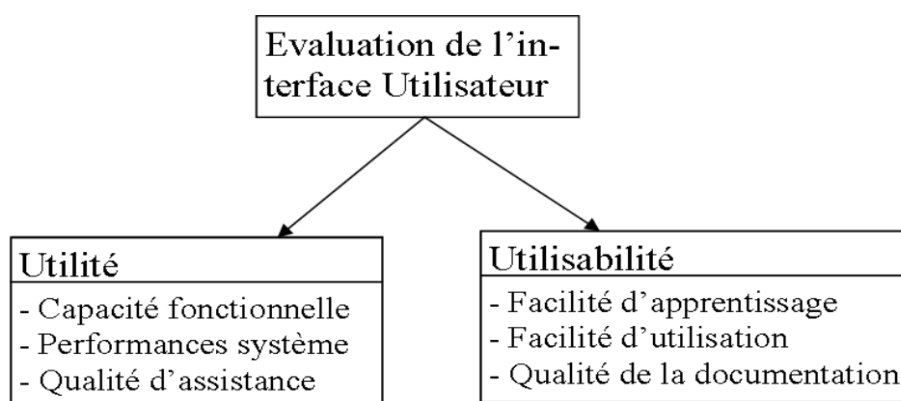 Evaluation de l’in-
terface Utilisateur
Utilité
- Capacité fonctionnelle
- Performances système
- Qualité d’assistance
Utilisabilité
- Facilité d’apprentissage
- Facilité d’utilisation
- Qualité de la documentation